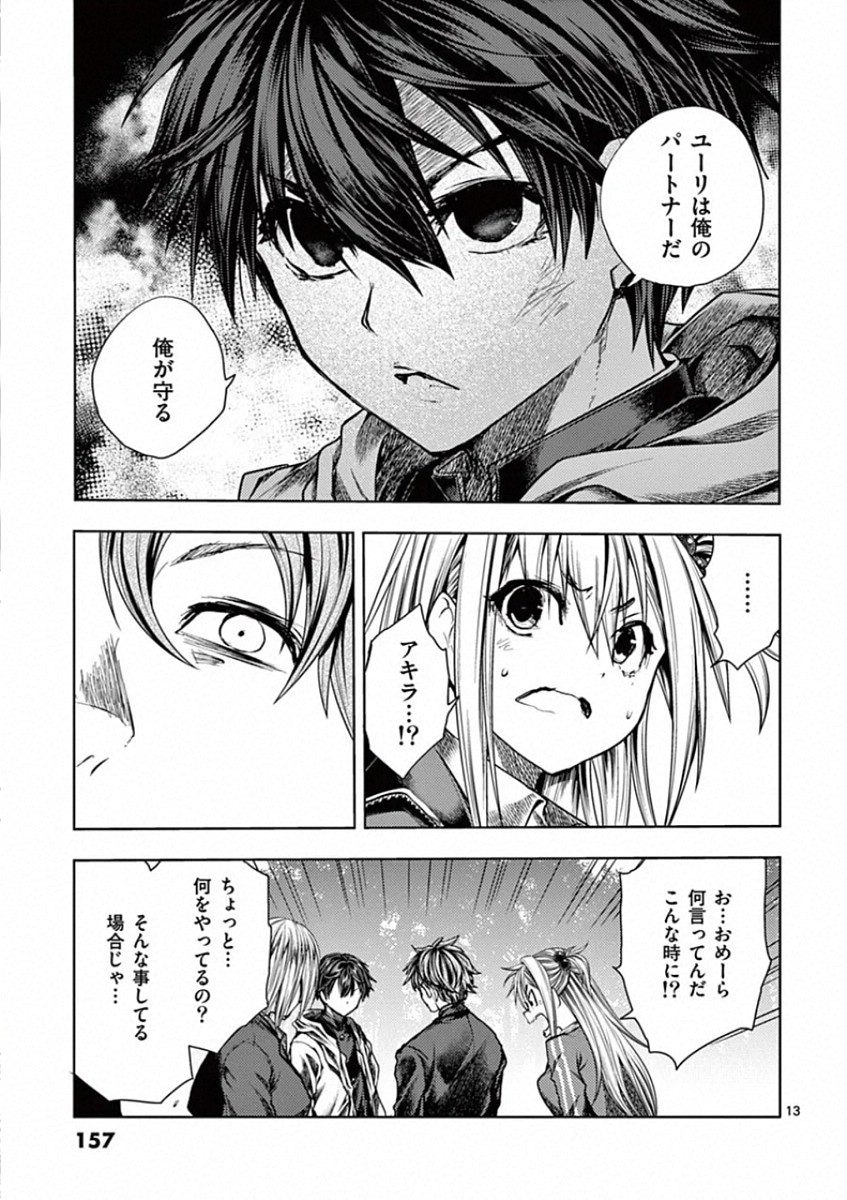 ユーリは俺の
パートナーだ
俺が守る
……
アキラ…
!?
お…おめーら
何言ってんだ
こんな時に!?
ちょっと…
何をやってるの?
そんな事してる
場合じゃ…
13
157